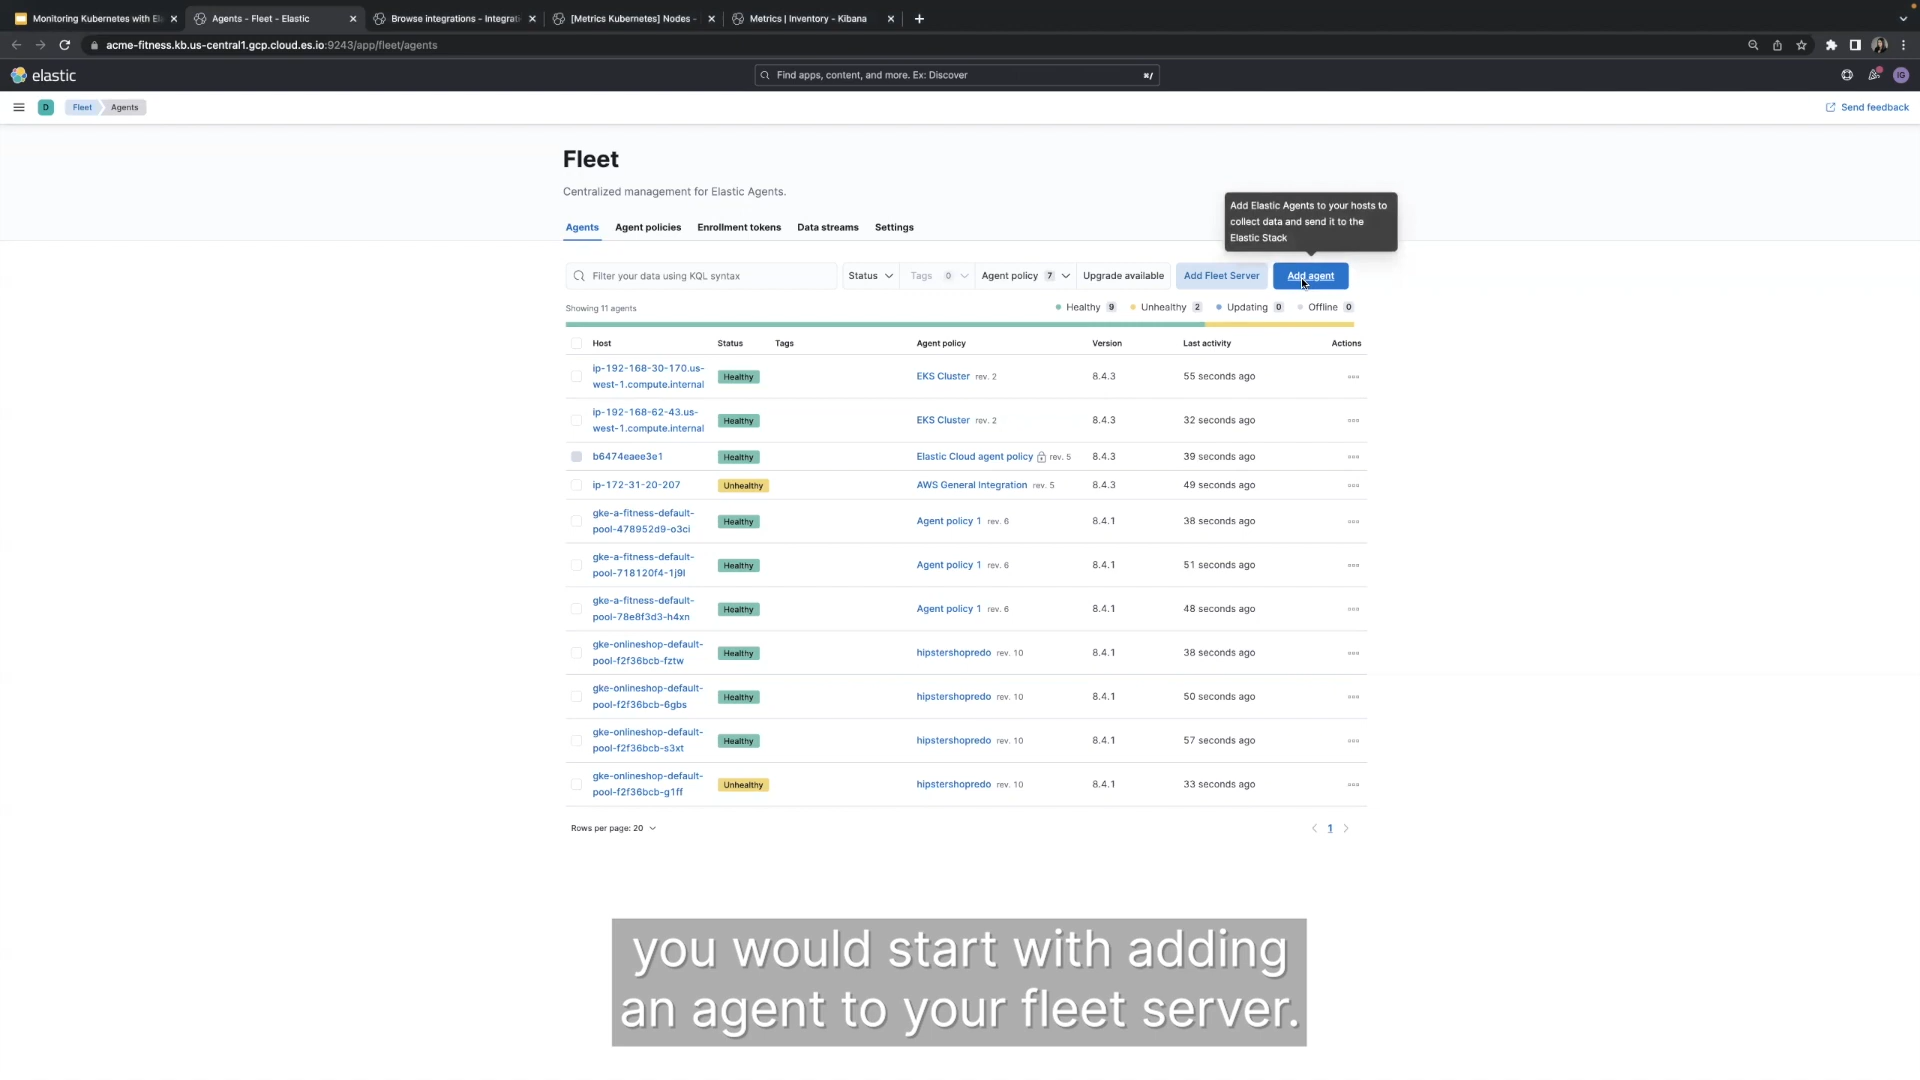 Monitoring Kubernetes with El
Agents - Fleet - Elastic
Browse integrations - Integrati
[Metrics Kubernetes] Nodes -
Metrics | Inventory - Kibana
acme-fitness.kb.us-central1.gcp.cloud.es.io:9243/app/fleet/agents
elastic
Find apps, content, and more. Ex: Discover
⌘/
IG
D
Fleet
Agents
Send feedback
Fleet
Centralized management for Elastic Agents.
Add Elastic Agents to your hosts to
collect data and send it to the
Elastic Stack
Agents Agent policies Enrollment tokens Data streams Settings
Filter your data using KQL syntax Status Tags 0 Agent policy 7 Upgrade available Add Fleet Server Add agent
Showing 11 agents Healthy 9 Unhealthy 2 Updating 0 Offline 0
Host Status Tags Agent policy Version Last activity Actions
ip-192-168-30-170.us-
west-1.compute.internal Healthy EKS Cluster rev. 2 8.4.3 55 seconds ago
ip-192-168-62-43.us-
west-1.compute.internal Healthy EKS Cluster rev. 2 8.4.3 32 seconds ago
b6474eaee3e1 Healthy Elastic Cloud agent policy rev. 5 8.4.3 39 seconds ago
ip-172-31-20-207 Unhealthy AWS General Integration rev. 5 8.4.3 49 seconds ago
gke-a-fitness-default-
pool-478952d9-o3ci Healthy Agent policy 1 rev. 6 8.4.1 38 seconds ago
gke-a-fitness-default-
pool-718120f4-1j9l Healthy Agent policy 1 rev. 6 8.4.1 51 seconds ago
gke-a-fitness-default-
pool-78e8f3d3-h4xn Healthy Agent policy 1 rev. 6 8.4.1 48 seconds ago
gke-onlineshop-default-
pool-f2f36bcb-fztw Healthy hipstershopredo rev. 10 8.4.1 38 seconds ago
gke-onlineshop-default-
pool-f2f36bcb-6gbs Healthy hipstershopredo rev. 10 8.4.1 50 seconds ago
gke-onlineshop-default-
pool-f2f36bcb-s3xt Healthy hipstershopredo rev. 10 8.4.1 57 seconds ago
gke-onlineshop-default-
pool-f2f36bcb-g1ff Unhealthy hipstershopredo rev. 10 8.4.1 33 seconds ago
Rows per page: 20 1
you would start with adding
an agent to your fleet server.